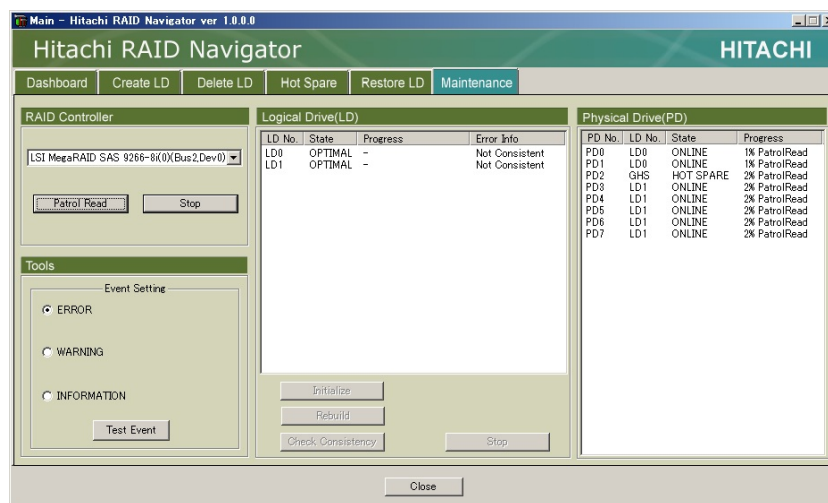 Main - Hitachi RAID Navigator ver 1.0.0.0
Hitachi RAID Navigator
HITACHI
Dashboard Create LD Delete LD Hot Spare Restore LD Maintenance
RAID Controller
LSI MegaRAID SAS 9266-8i(0)(Bus2,Dev0)
Patrol Read Stop
Tools
Event Setting
ERROR
WARNING
INFORMATION
Test Event
Logical Drive(LD)
LD No. State Progress Error Info
LD0 OPTIMAL - Not Consistent
LD1 OPTIMAL - Not Consistent
Initialize
Rebuild
Check Consistency Stop
Physical Drive(PD)
PD No. LD No. State Progress
PD0 LD0 ONLINE 1% PatrolRead
PD1 LD0 ONLINE 1% PatrolRead
PD2 GHS HOT SPARE 2% PatrolRead
PD3 LD1 ONLINE 2% PatrolRead
PD4 LD1 ONLINE 2% PatrolRead
PD5 LD1 ONLINE 2% PatrolRead
PD6 LD1 ONLINE 2% PatrolRead
PD7 LD1 ONLINE 2% PatrolRead
Close